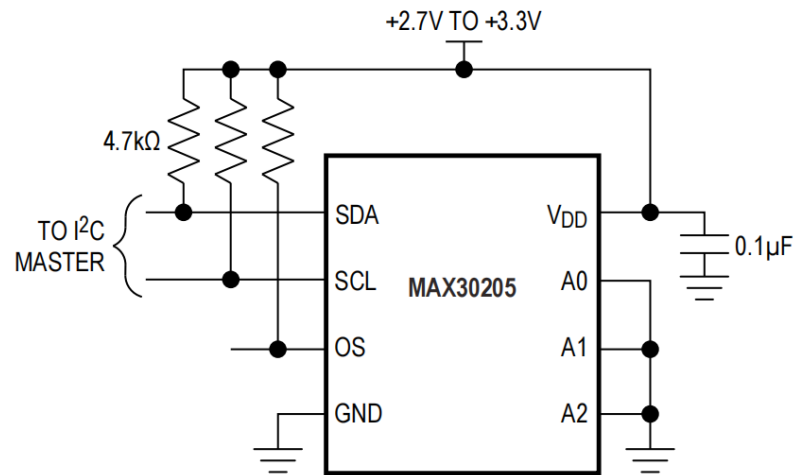 +2.7V TO +3.3V
4.7kΩ
TO I²C
MASTER
SDA
SCL
OS
GND
MAX30205
VDD
A0
A1
A2
0.1µF